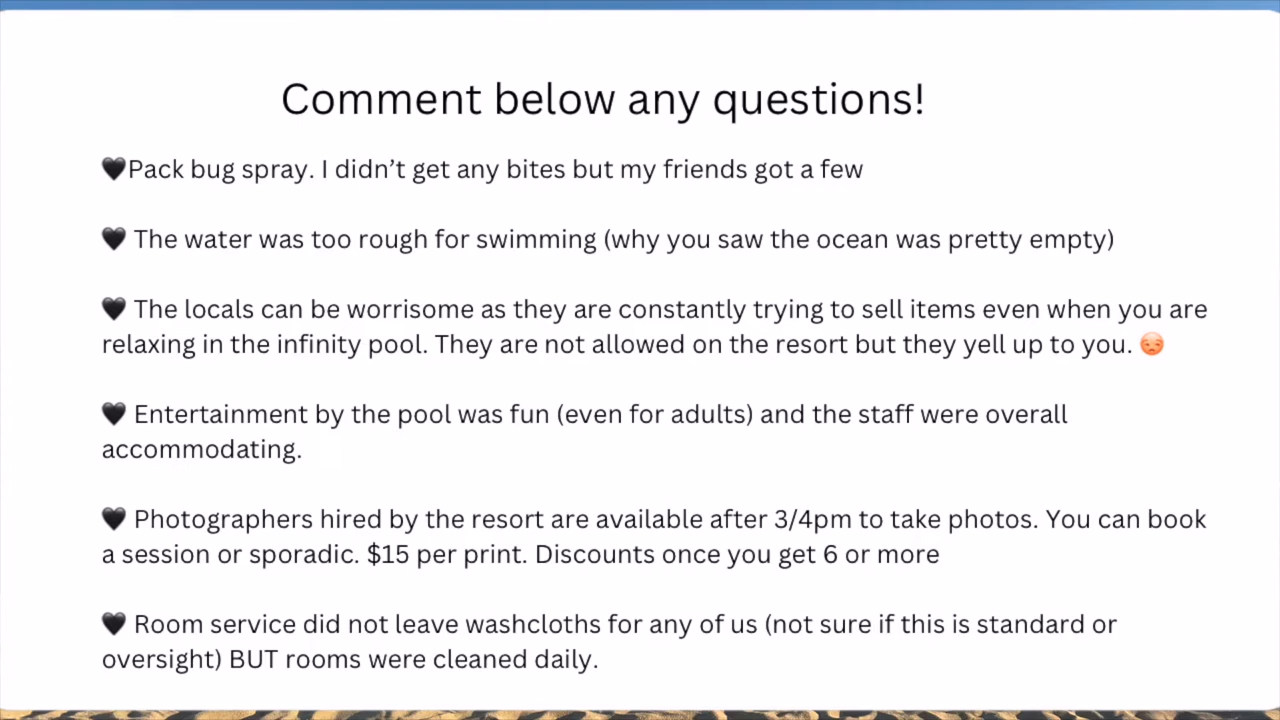 Comment below any questions!
🖤Pack bug spray. I didn’t get any bites but my friends got a few
🖤 The water was too rough for swimming (why you saw the ocean was pretty empty)
🖤 The locals can be worrisome as they are constantly trying to sell items even when you are
relaxing in the infinity pool. They are not allowed on the resort but they yell up to you. 😒
🖤 Entertainment by the pool was fun (even for adults) and the staff were overall
accommodating.
🖤 Photographers hired by the resort are available after 3/4pm to take photos. You can book
a session or sporadic. $15 per print. Discounts once you get 6 or more
🖤 Room service did not leave washcloths for any of us (not sure if this is standard or
oversight) BUT rooms were cleaned daily.